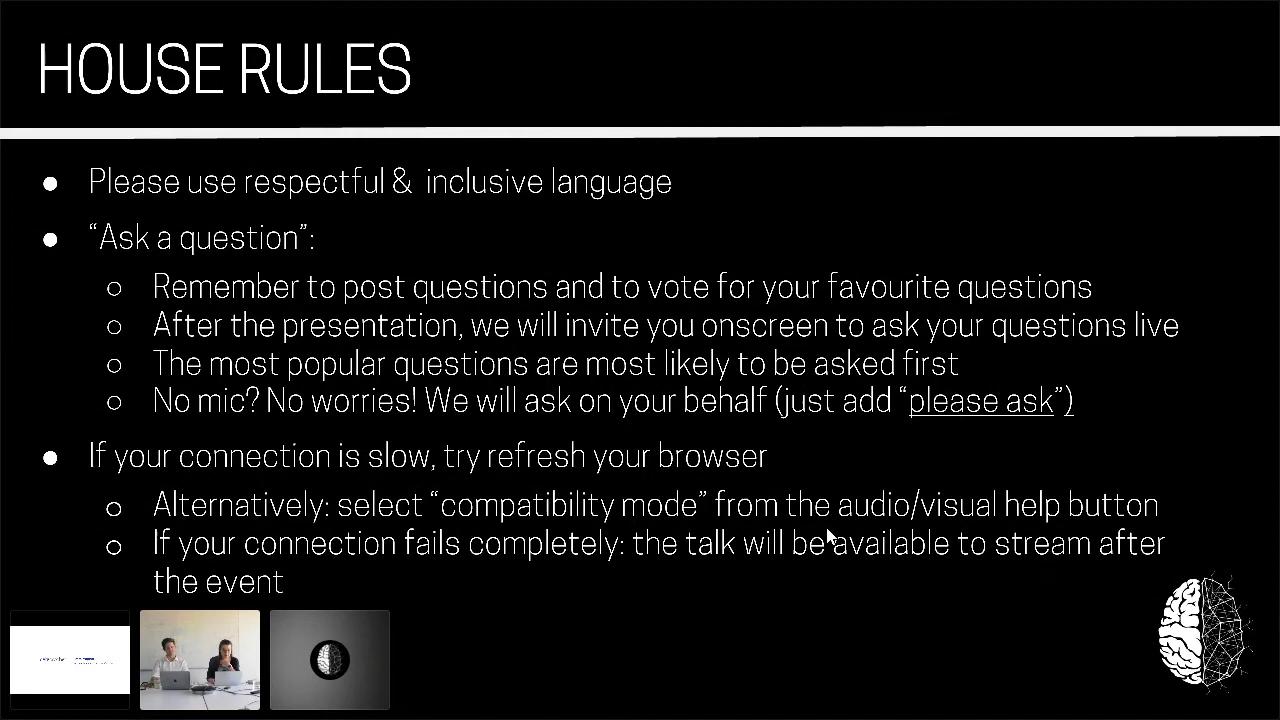 HOUSE RULES
● Please use respectful & inclusive language
● “Ask a question”:
○ Remember to post questions and to vote for your favourite questions
○ After the presentation, we will invite you onscreen to ask your questions live
○ The most popular questions are most likely to be asked first
○ No mic? No worries! We will ask on your behalf (just add “please ask”)
● If your connection is slow, try refresh your browser
○ Alternatively: select “compatibility mode” from the audio/visual help button
○ If your connection fails completely: the talk will be available to stream after
the event